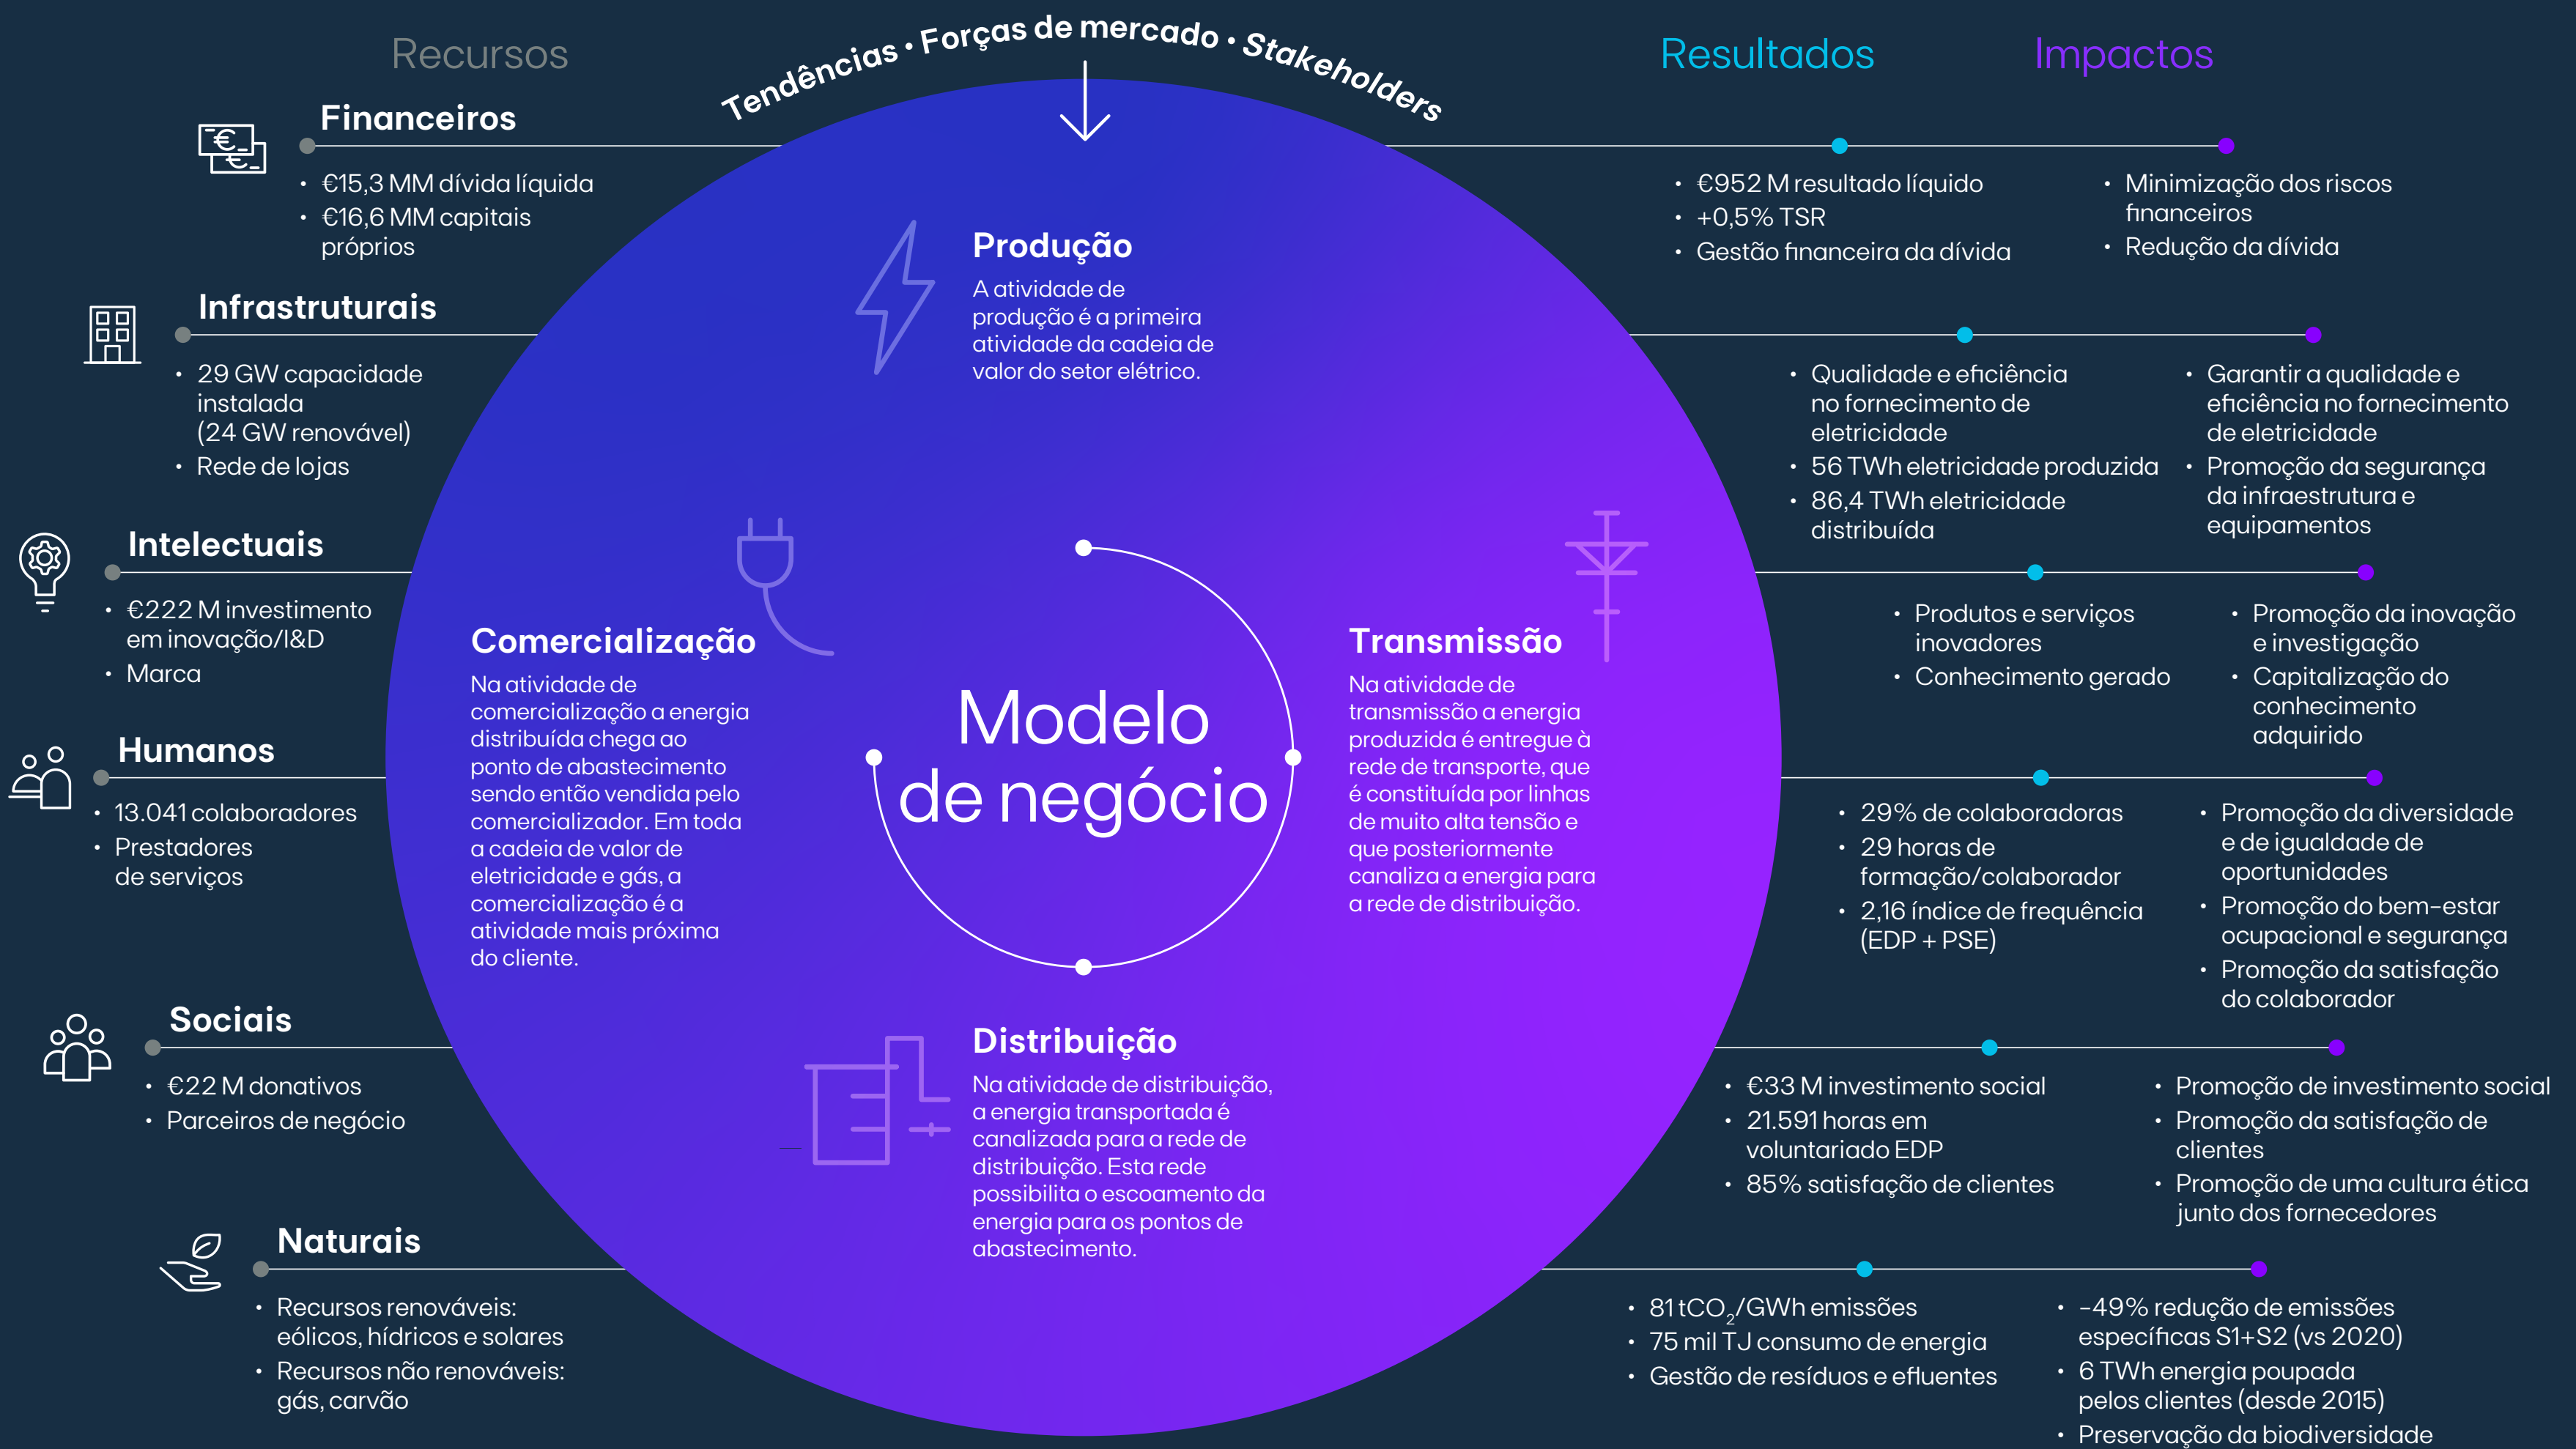 Tendências • Forças de mercado • Stakeholders
Recursos
Financeiros
• €15,3 MM dívida líquida
• €16,6 MM capitais
próprios
Infrastruturais
• 29 GW capacidade
instalada
(24 GW renovável)
• Rede de lojas
Intelectuais
• €222 M investimento
em inovação/I&D
• Marca
Humanos
• 13.041 colaboradores
• Prestadores
de serviços
Sociais
• €22 M donativos
• Parceiros de negócio
Naturais
• Recursos renováveis:
eólicos, hídricos e solares
• Recursos não renováveis:
gás, carvão
Produção
A atividade de
produção é a primeira
atividade da cadeia de
valor do setor elétrico.
Comercialização
Na atividade de
comercialização a energia
distribuída chega ao
ponto de abastecimento
sendo então vendida pelo
comercializador. Em toda
a cadeia de valor de
eletricidade e gás, a
comercialização é a
atividade mais próxima
do cliente.
Modelo
de negócio
Transmissão
Na atividade de
transmissão a energia
produzida é entregue à
rede de transporte, que
é constituída por linhas
de muito alta tensão e
que posteriormente
canaliza a energia para
a rede de distribuição.
Distribuição
Na atividade de distribuição,
a energia transportada é
canalizada para a rede de
distribuição. Esta rede
possibilita o escoamento da
energia para os pontos de
abastecimento.
Resultados
• €952 M resultado líquido
• +0,5% TSR
• Gestão financeira da dívida
• Qualidade e eficiência
no fornecimento de
eletricidade
• 56 TWh eletricidade produzida
• 86,4 TWh eletricidade
distribuída
• Produtos e serviços
inovadores
• Conhecimento gerado
• 29% de colaboradoras
• 29 horas de
formação/colaborador
• 2,16 índice de frequência
(EDP + PSE)
• €33 M investimento social
• 21.591 horas em
voluntariado EDP
• 85% satisfação de clientes
• 81 tCO₂/GWh emissões
• 75 mil TJ consumo de energia
• Gestão de resíduos e efluentes
Impactos
• Minimização dos riscos
financeiros
• Redução da dívida
• Garantir a qualidade e
eficiência no fornecimento
de eletricidade
• Promoção da segurança
da infraestrutura e
equipamentos
• Promoção da inovação
e investigação
• Capitalização do
conhecimento
adquirido
• Promoção da diversidade
e de igualdade de
oportunidades
• Promoção do bem-estar
ocupacional e segurança
• Promoção da satisfação
do colaborador
• Promoção de investimento social
• Promoção da satisfação de
clientes
• Promoção de uma cultura ética
junto dos fornecedores
• -49% redução de emissões
específicas S1+S2 (vs 2020)
• 6 TWh energia poupada
pelos clientes (desde 2015)
• Preservação da biodiversidade